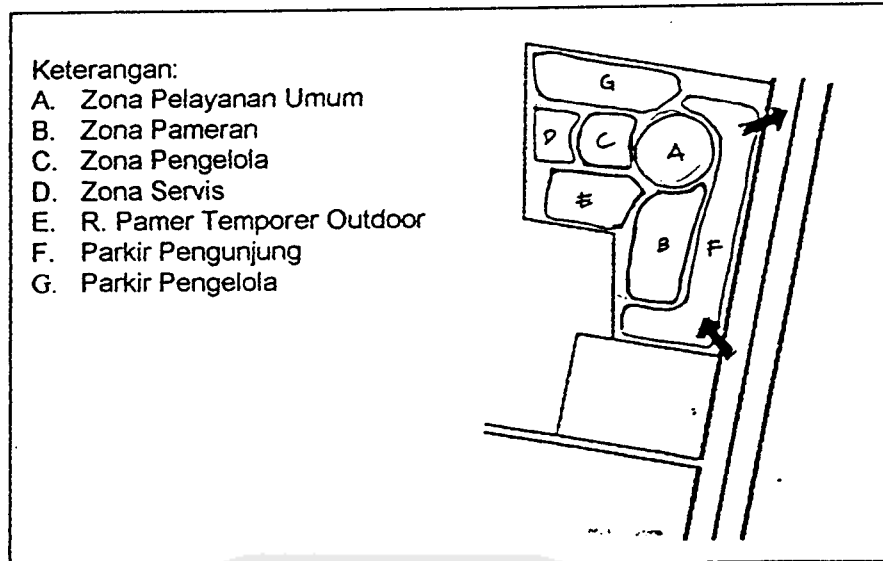 Keterangan:
A. Zona Pelayanan Umum
B. Zona Pameran
C. Zona Pengelola
D. Zona Servis
E. R. Pamer Temporer Outdoor
F. Parkir Pengunjung
G. Parkir Pengelola
G
D
C
A
E
B
F